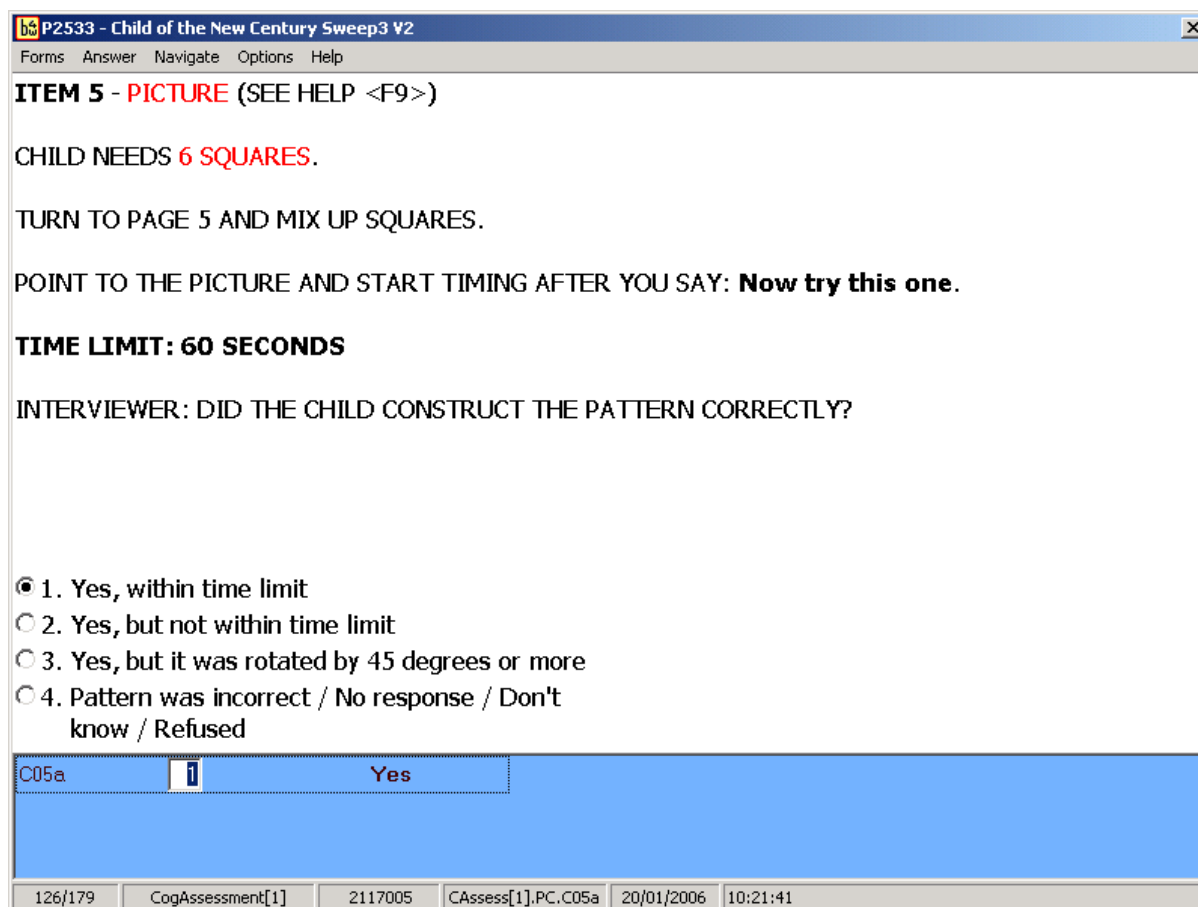 P2533 - Child of the New Century Sweep3 V2
Forms Answer Navigate Options Help
ITEM 5 - PICTURE (SEE HELP <F9>)
CHILD NEEDS 6 SQUARES.
TURN TO PAGE 5 AND MIX UP SQUARES.
POINT TO THE PICTURE AND START TIMING AFTER YOU SAY: Now try this one.
TIME LIMIT: 60 SECONDS
INTERVIEWER: DID THE CHILD CONSTRUCT THE PATTERN CORRECTLY?
1. Yes, within time limit
2. Yes, but not within time limit
3. Yes, but it was rotated by 45 degrees or more
4. Pattern was incorrect / No response / Don't
know / Refused
C05a 1 Yes
126/179 CogAssessment[1] 2117005 CAssess[1].PC.C05a 20/01/2006 10:21:41